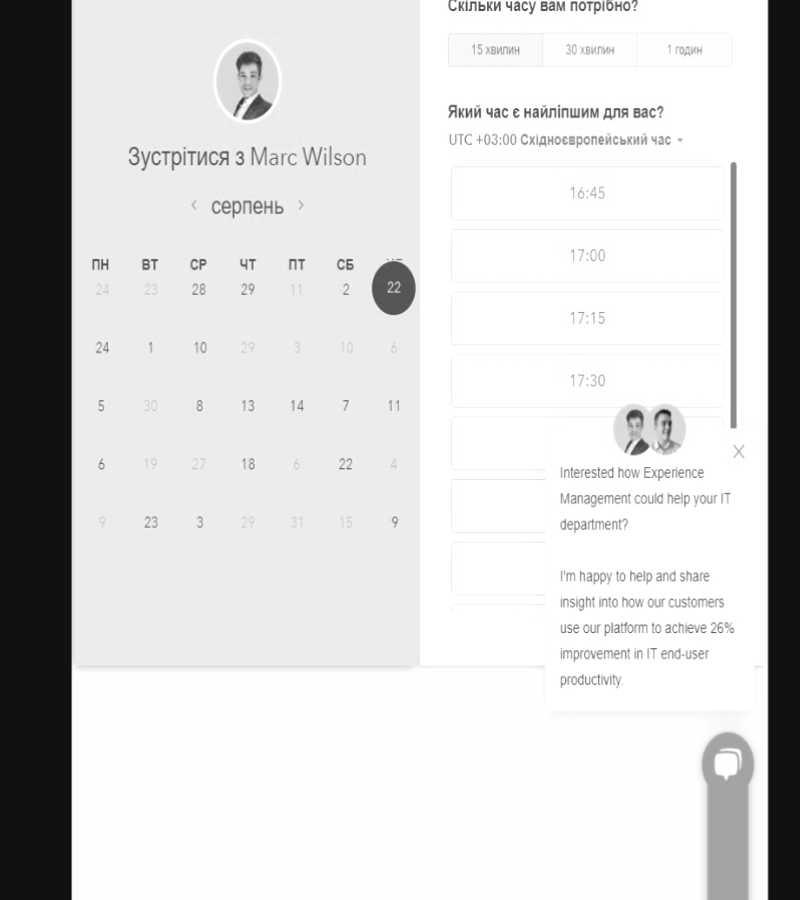 Зустрітися з Marc Wilson
серпень
ПН ВТ СР ЧТ ПТ СБ
24 23 28 29 11 2 22
24 1 10 29 3 10 6
5 30 8 13 14 7 11
6 19 27 18 6 22 4
9 23 3 29 31 15 9
Скільки часу вам потрібно?
15 хвилин 30 хвилин 1 годин
Який час є найліпшим для вас?
UTC +03:00 Східноєвропейський час
16:45
17:00
17:15
17:30
Interested how Experience
Management could help your IT
department?
I'm happy to help and share
insight into how our customers
use our platform to achieve 26%
improvement in IT end-user
productivity.